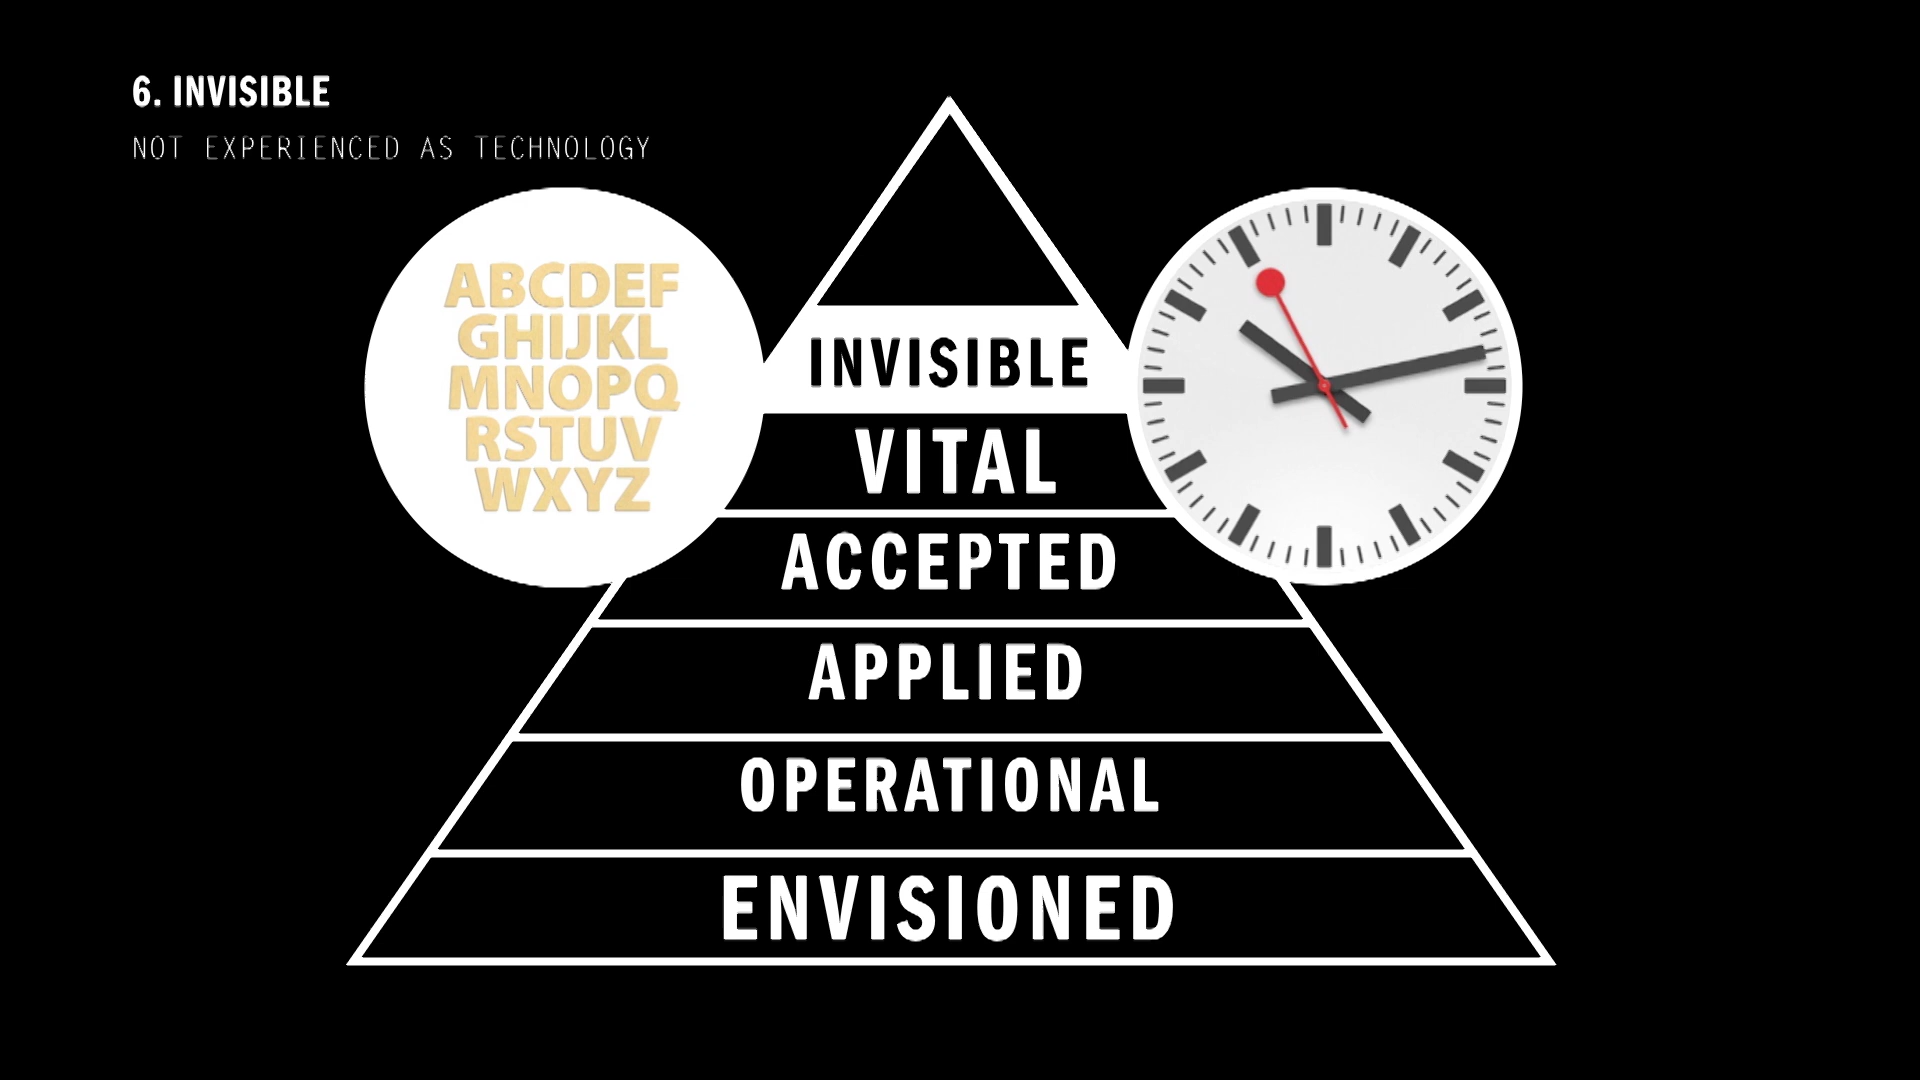 6. INVISIBLE
NOT EXPERIENCED AS TECHNOLOGY
ABCDEF
GHIJKL
MNOPQ
RSTUV
WXYZ
INVISIBLE
VITAL
ACCEPTED
APPLIED
OPERATIONAL
ENVISIONED